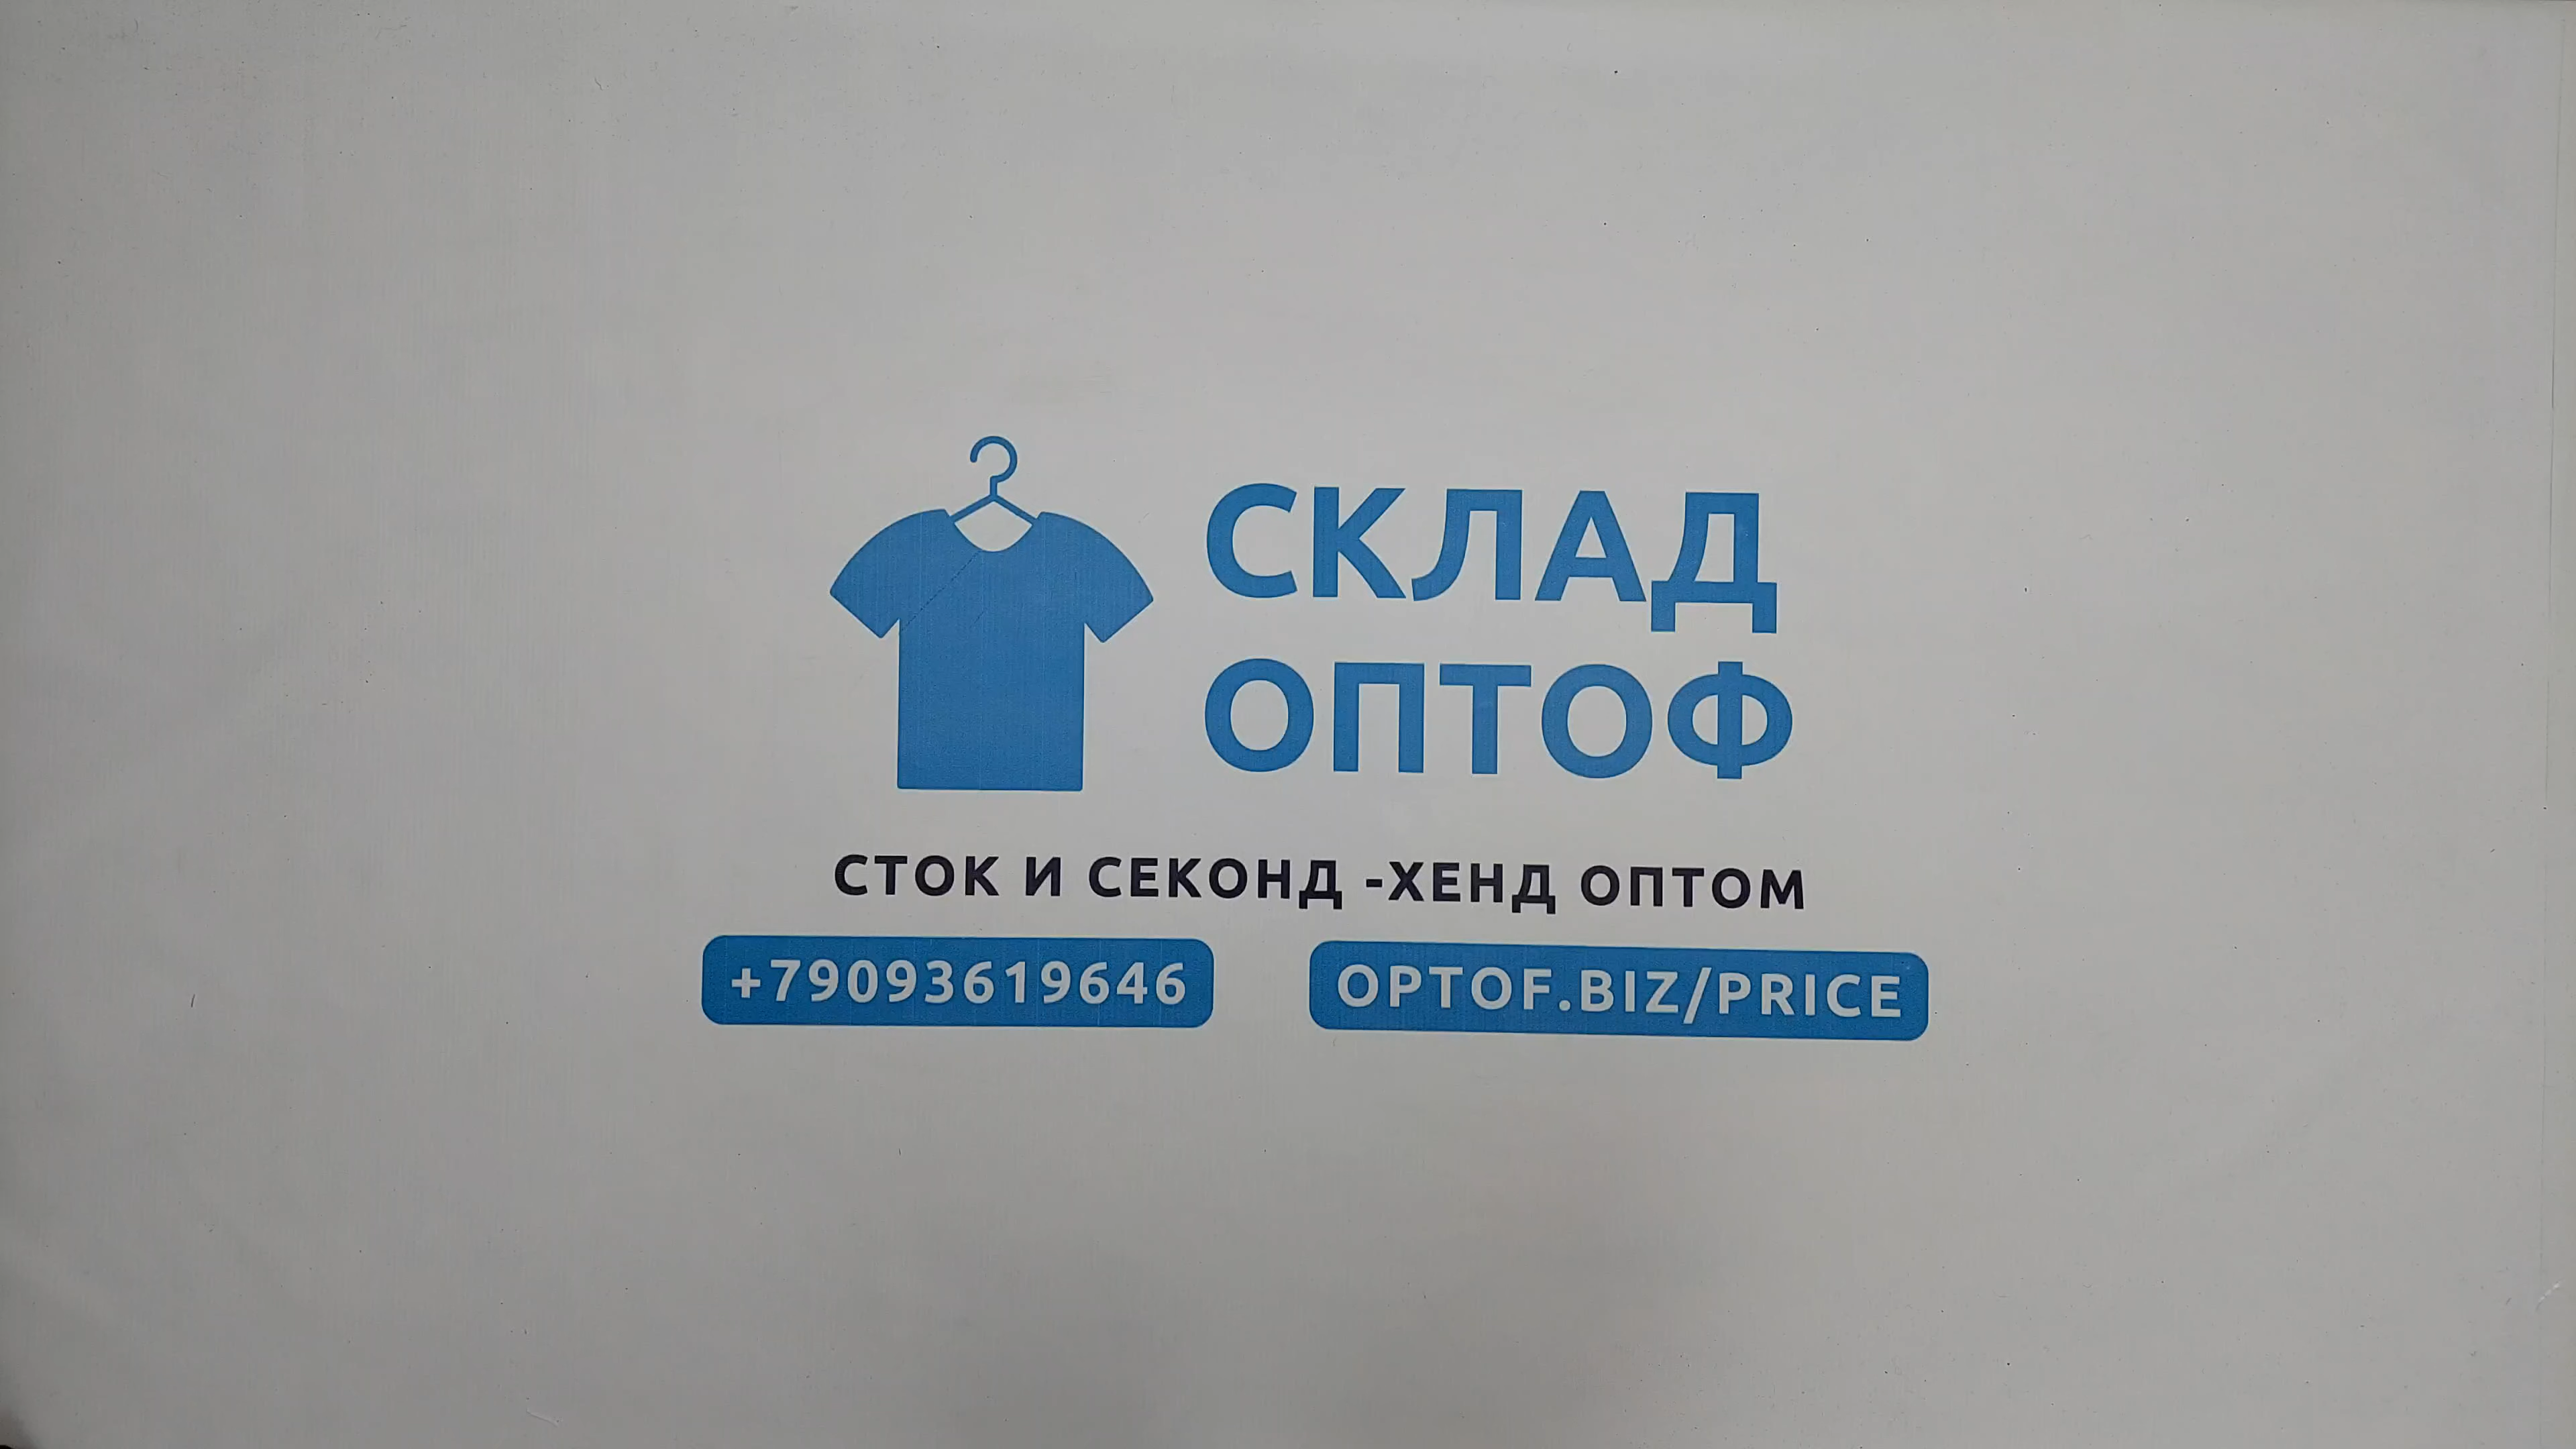 СКЛАД
ОПТОФ
СТОК И СЕКОНД -ХЕНД ОПТОМ
+79093619646
OPTOF.BIZ/PRICE